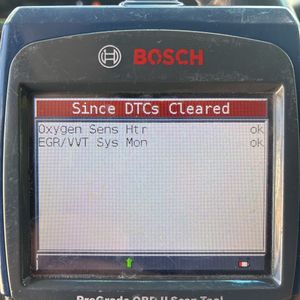 BOSCH
Since DTCs Cleared
Oxygen Sens Htr ok
EGR/VVT Sys Mon ok
ProGrade OBD II Scan Tool